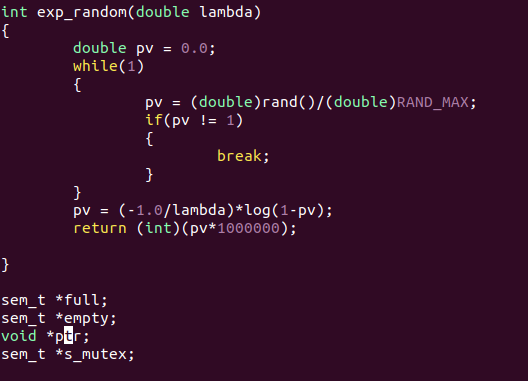 int exp_random(double lambda)
{
        double pv = 0.0;
        while(1)
        {
                pv = (double)rand()/(double)RAND_MAX;
                if(pv != 1)
                {
                        break;
                }
        }
        pv = (-1.0/lambda)*log(1-pv);
        return (int)(pv*1000000);

}

sem_t *full;
sem_t *empty;
void *ptr;
sem_t *s_mutex;